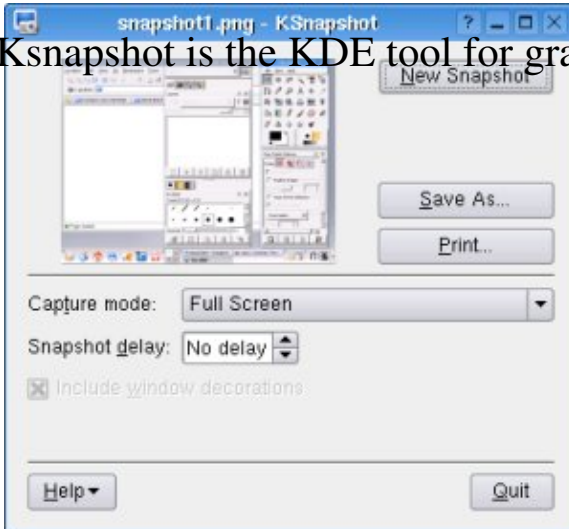 snapshot1.png - KSnapshot
Ksnapshot is the KDE tool for gra
New Snapshot
Save As...
Print...
Capture mode: Full Screen
Snapshot delay: No delay
Include window decorations
Help
Quit